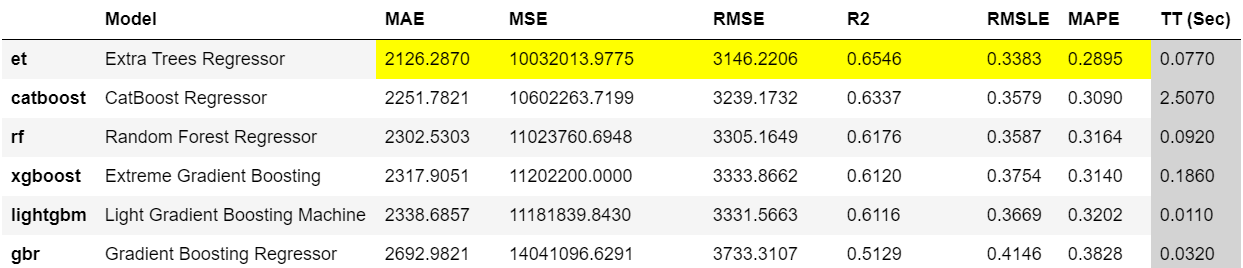 Model MAE MSE RMSE R2 RMSLE MAPE TT (Sec)
et Extra Trees Regressor 2126.2870 10032013.9775 3146.2206 0.6546 0.3383 0.2895 0.0770
catboost CatBoost Regressor 2251.7821 10602263.7199 3239.1732 0.6337 0.3579 0.3090 2.5070
rf Random Forest Regressor 2302.5303 11023760.6948 3305.1649 0.6176 0.3587 0.3164 0.0920
xgboost Extreme Gradient Boosting 2317.9051 11202200.0000 3333.8662 0.6120 0.3754 0.3140 0.1860
lightgbm Light Gradient Boosting Machine 2338.6857 11181839.8430 3331.5663 0.6116 0.3669 0.3202 0.0110
gbr Gradient Boosting Regressor 2692.9821 14041096.6291 3733.3107 0.5129 0.4146 0.3828 0.0320